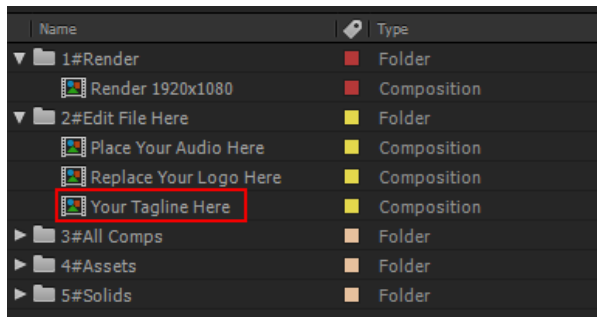 Name Type
1#Render Folder
Render 1920x1080 Composition
2#Edit File Here Folder
Place Your Audio Here Composition
Replace Your Logo Here Composition
Your Tagline Here Composition
3#All Comps Folder
4#Assets Folder
5#Solids Folder